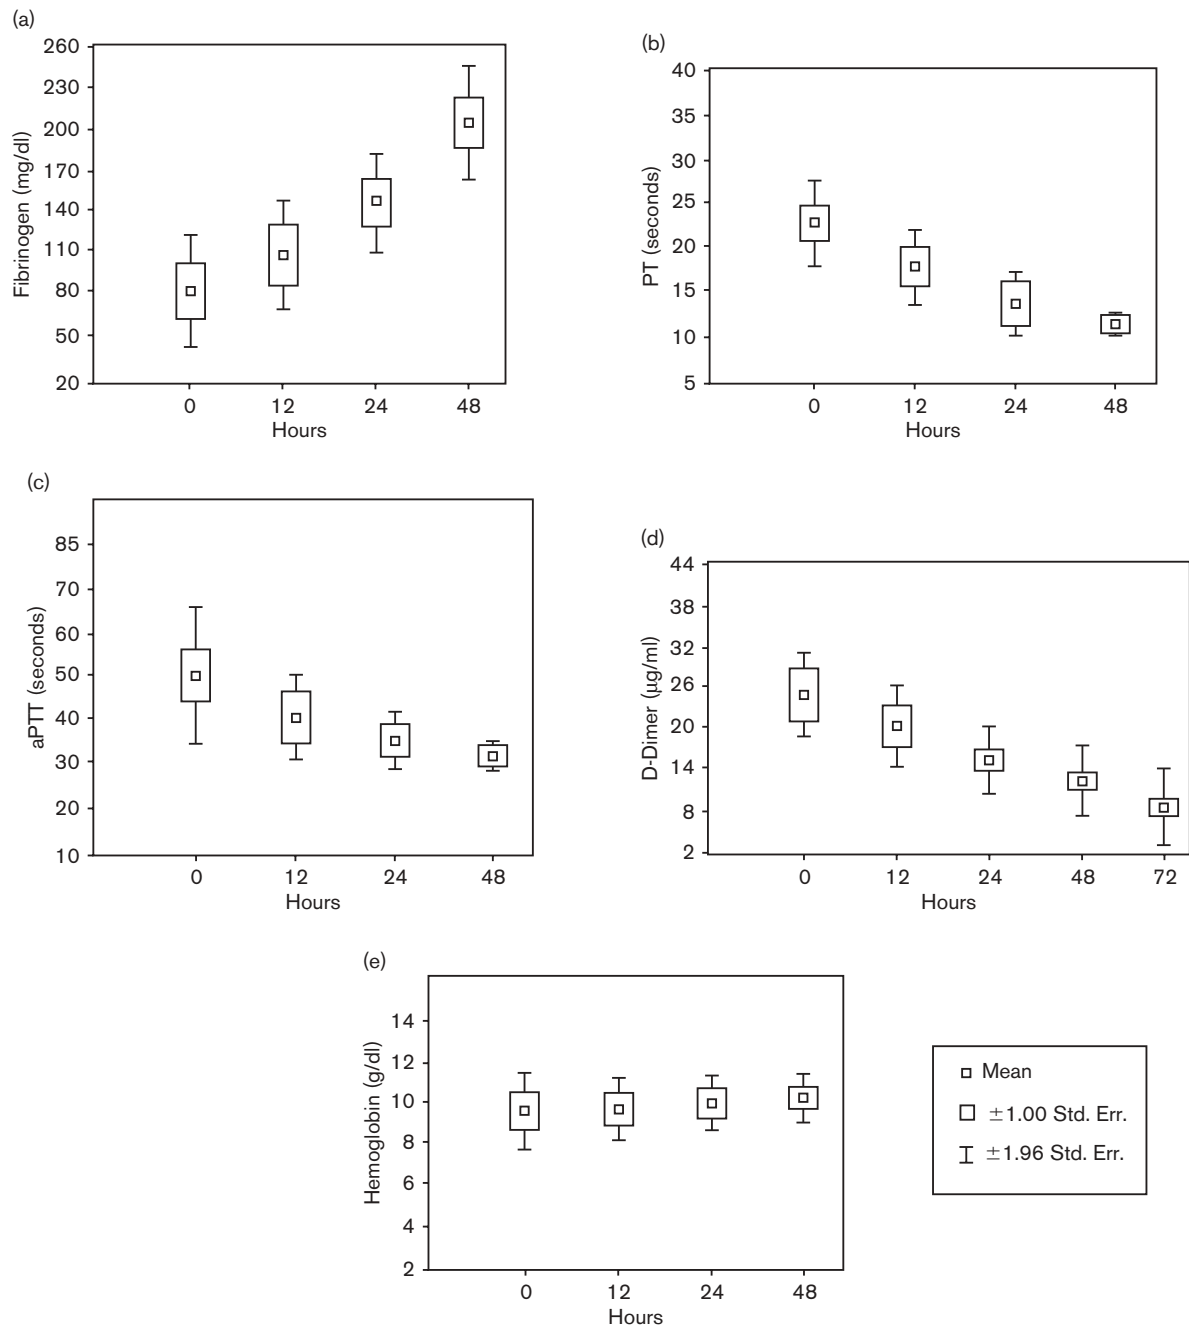 (a)
260
230
200
170
140
110
80
50
20
Fibrinogen (mg/dl)
0 12 24 48
Hours
(b)
40
35
30
25
20
15
10
5
PT (seconds)
0 12 24 48
Hours
(c)
85
70
60
50
40
30
20
10
aPTT (seconds)
0 12 24 48
Hours
(d)
44
38
32
26
20
14
8
2
D-Dimer (μg/ml)
0 12 24 48 72
Hours
(e)
14
12
10
8
6
4
2
Hemoglobin (g/dl)
0 12 24 48
Hours
Mean
±1.00 Std. Err.
±1.96 Std. Err.